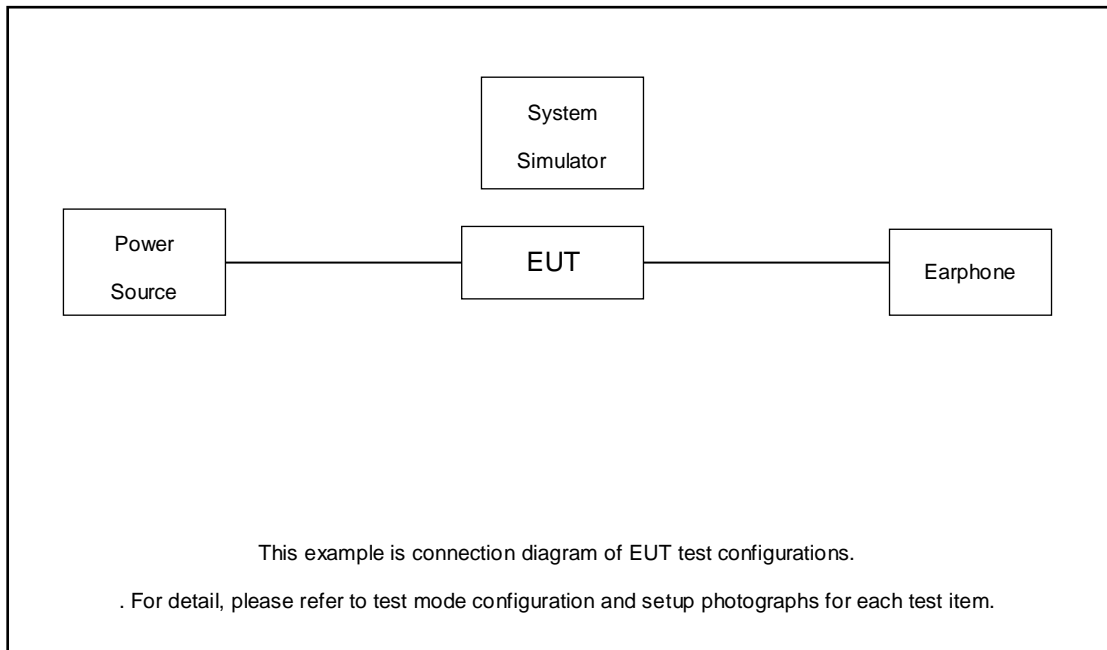 System
Simulator
Power
Source
EUT
Earphone
This example is connection diagram of EUT test configurations.
. For detail, please refer to test mode configuration and setup photographs for each test item.